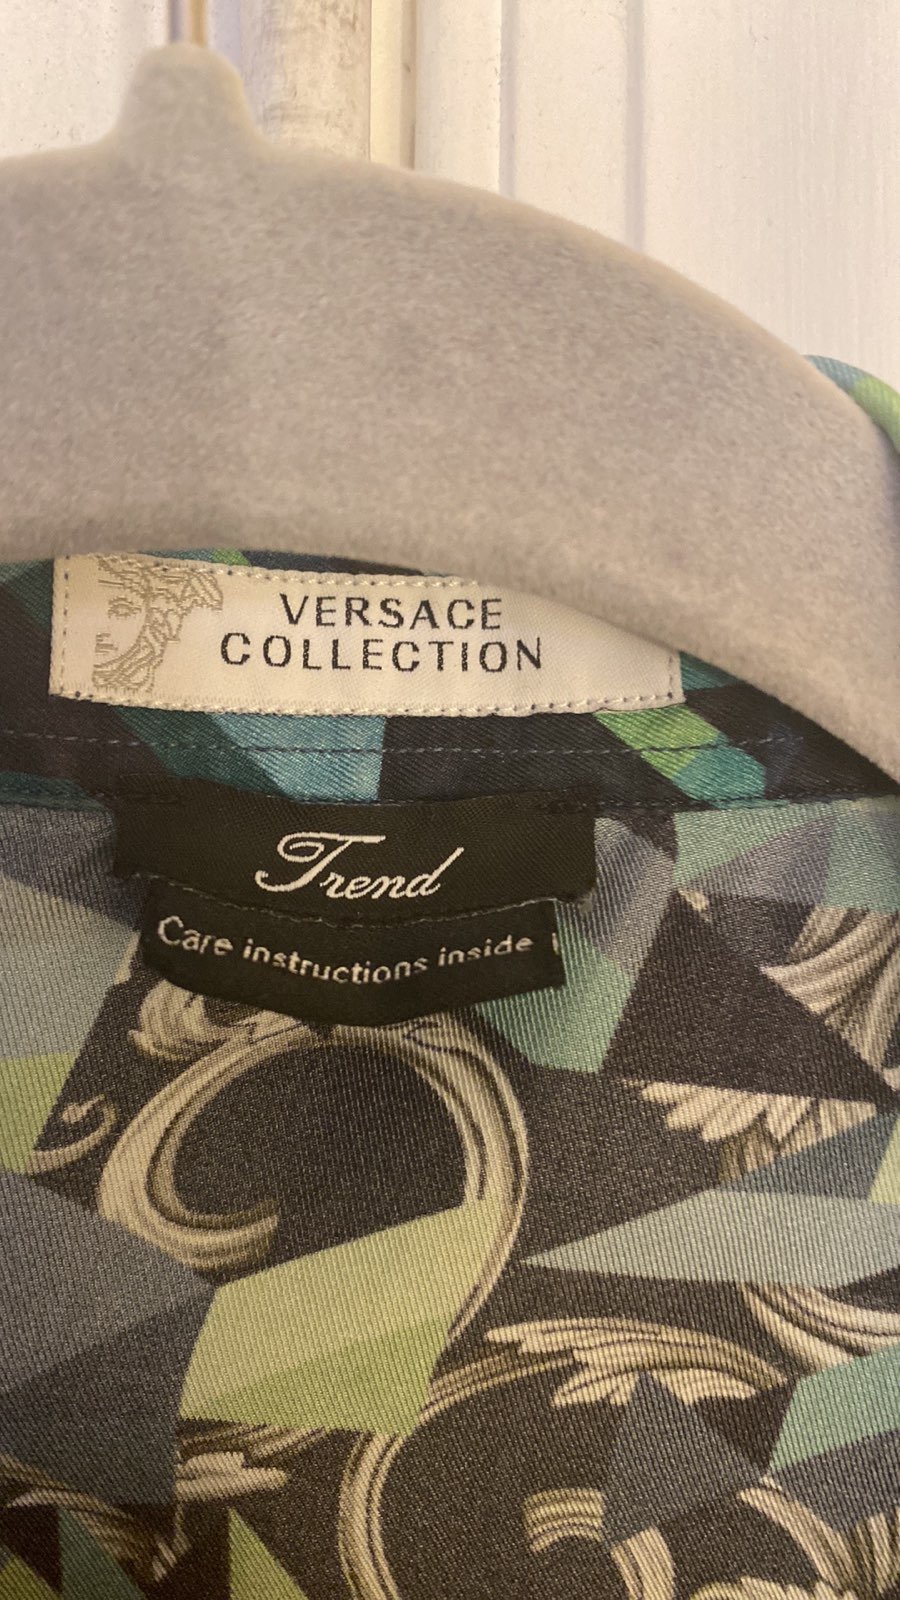 VERSACE
COLLECTION
Trend
Care instructions inside